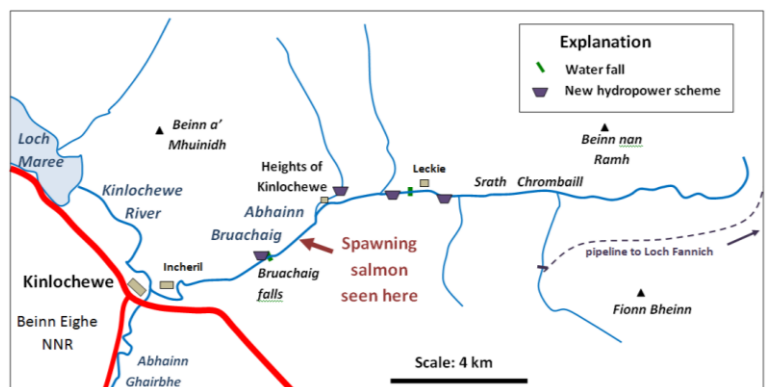 Explanation
Water fall
New hydropower scheme
Beinn a’
Mhuinidh
Loch
Maree
Beinn nan
Ramh
Heights of
Kinlochewe
Leckie
Srath Chrombaill
Kinlochewe
River
Abhainn
Bruachaig
Spawning
salmon
seen here
pipeline to Loch Fannich
Incheril
Bruachaig
falls
Kinlochewe
Fionn Bheinn
Beinn Eighe
NNR
Abhainn
Ghairbhe
Scale: 4 km